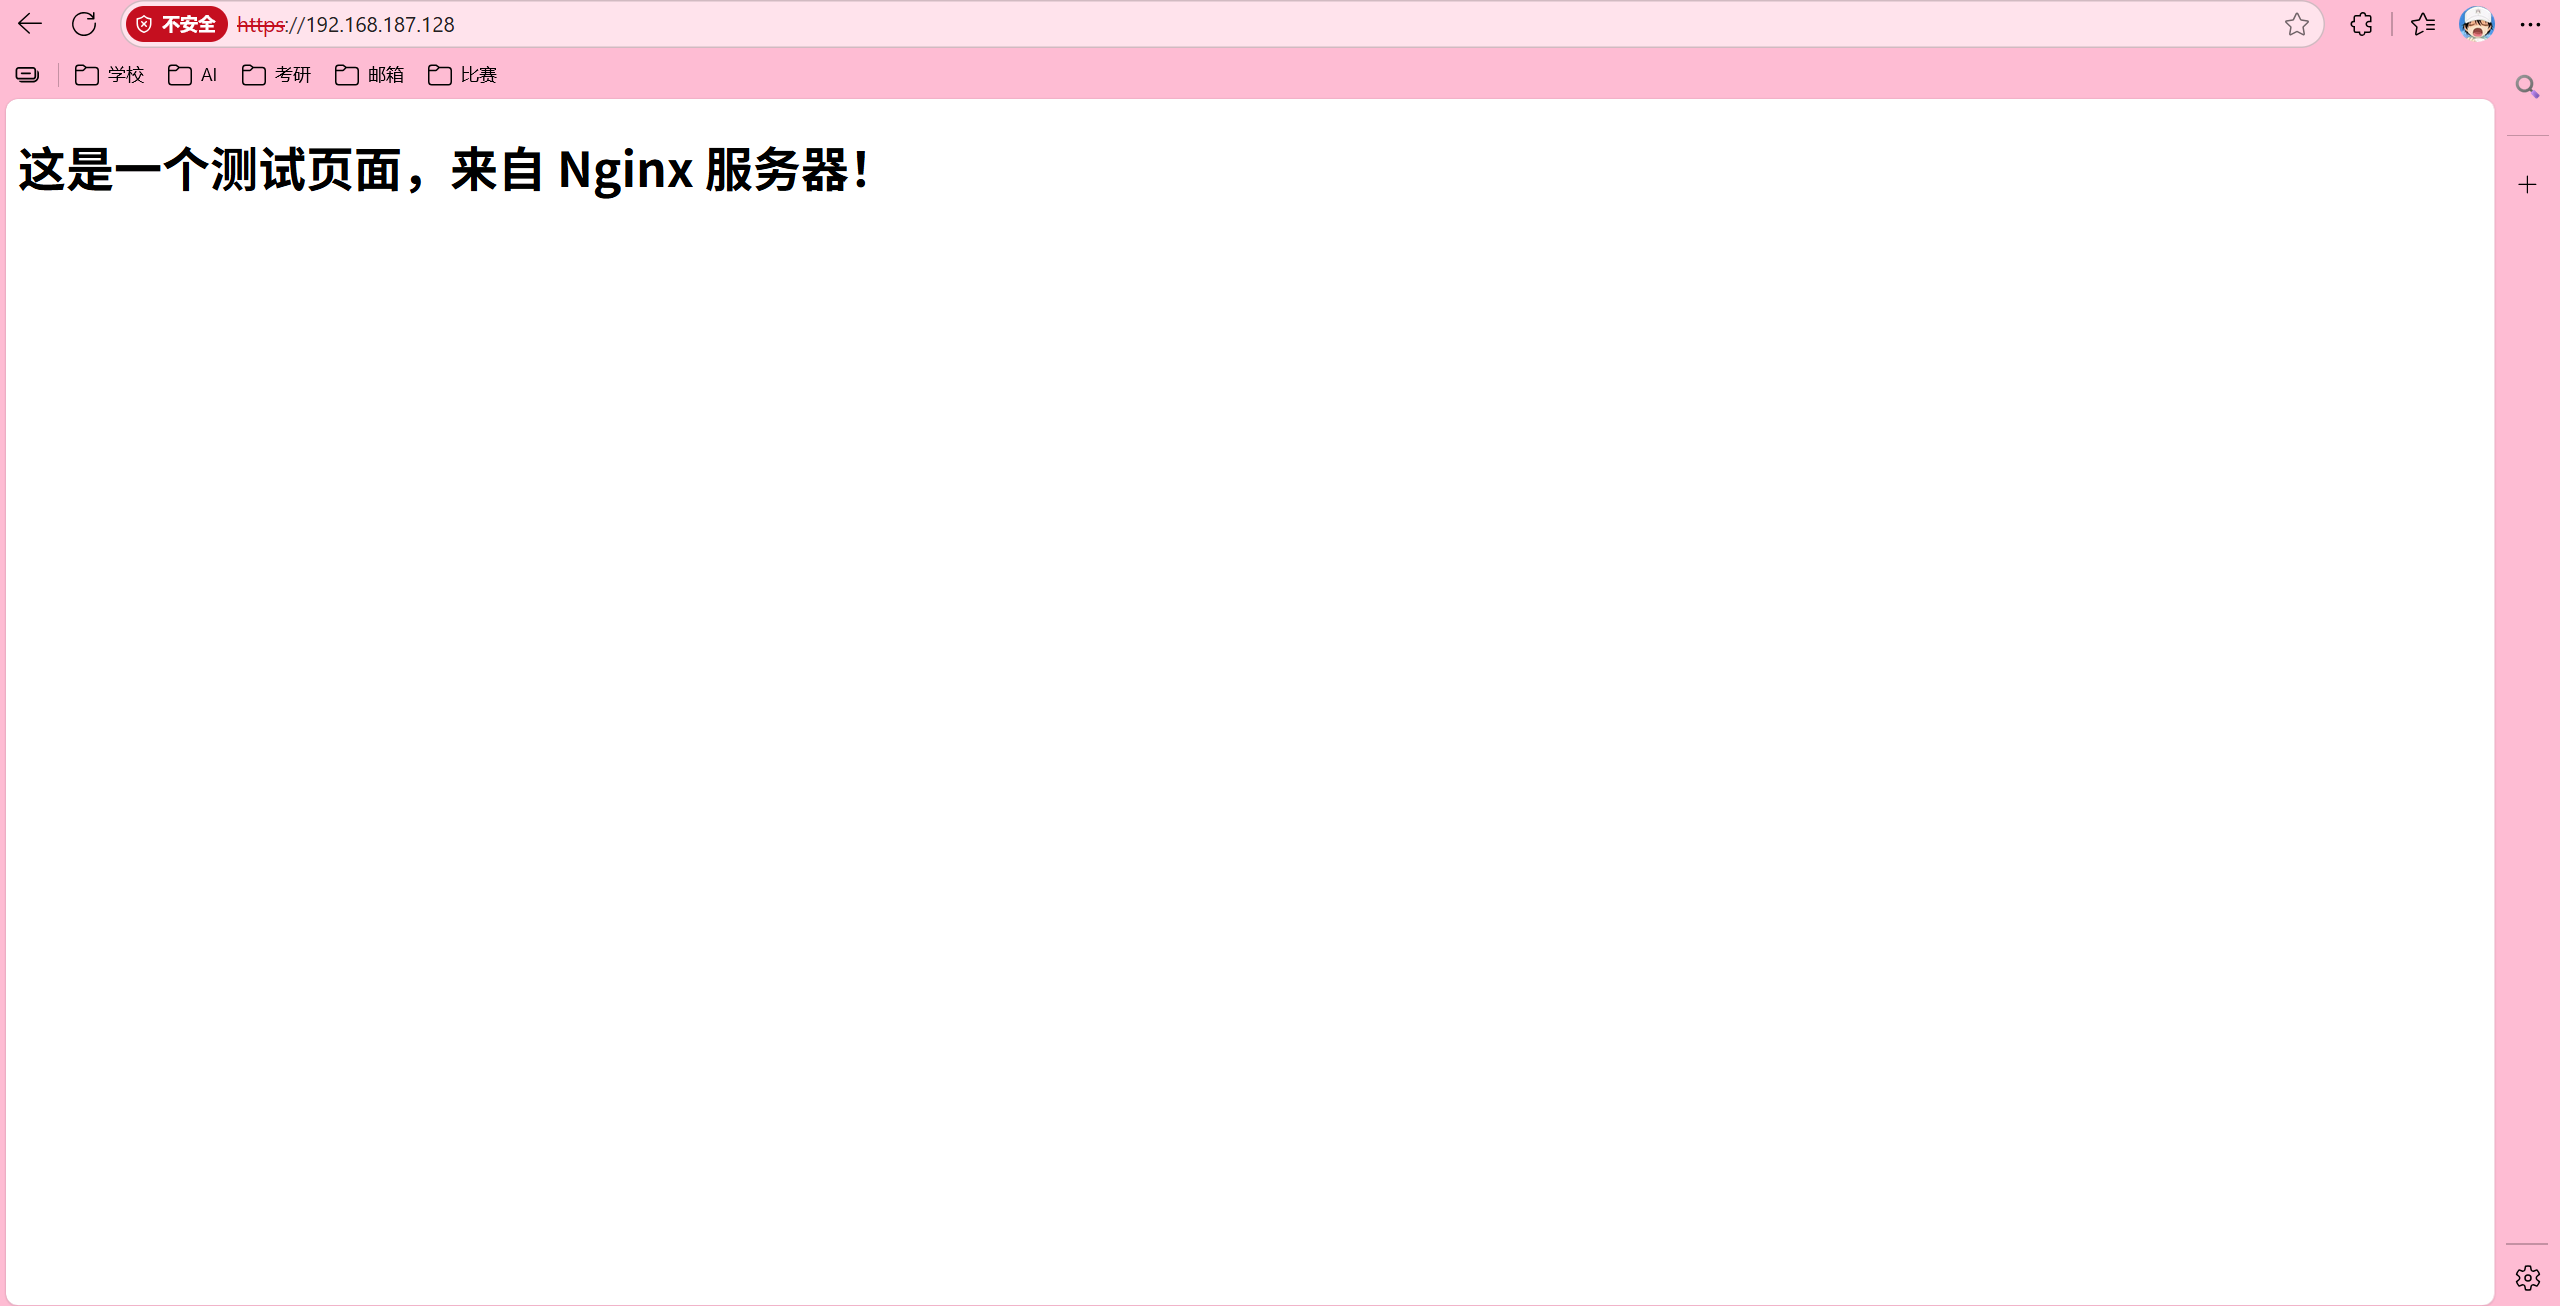 不安全 https://192.168.187.128
学校 AI 考研 邮箱 比赛
这是一个测试页面，来自 Nginx 服务器！